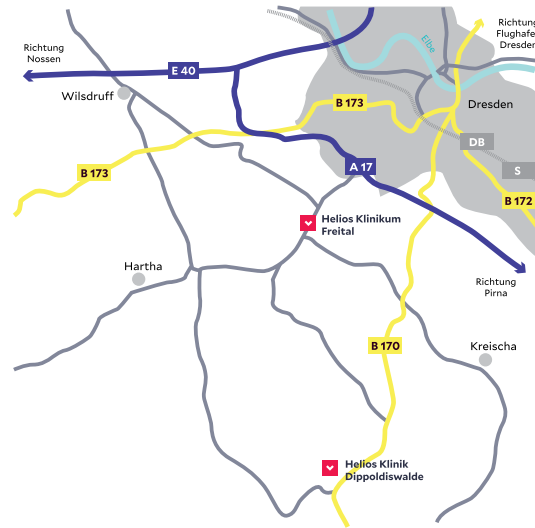 Richtung
Flughafe
Dresden
Richtung
Nossen
Elbe
E 40
Wilsdruff
B 173
Dresden
DB
A 17
S
B 173
B 172
Helios Klinikum
Freital
Hartha
Richtung
Pirna
B 170
Kreischa
Helios Klinik
Dippoldiswalde